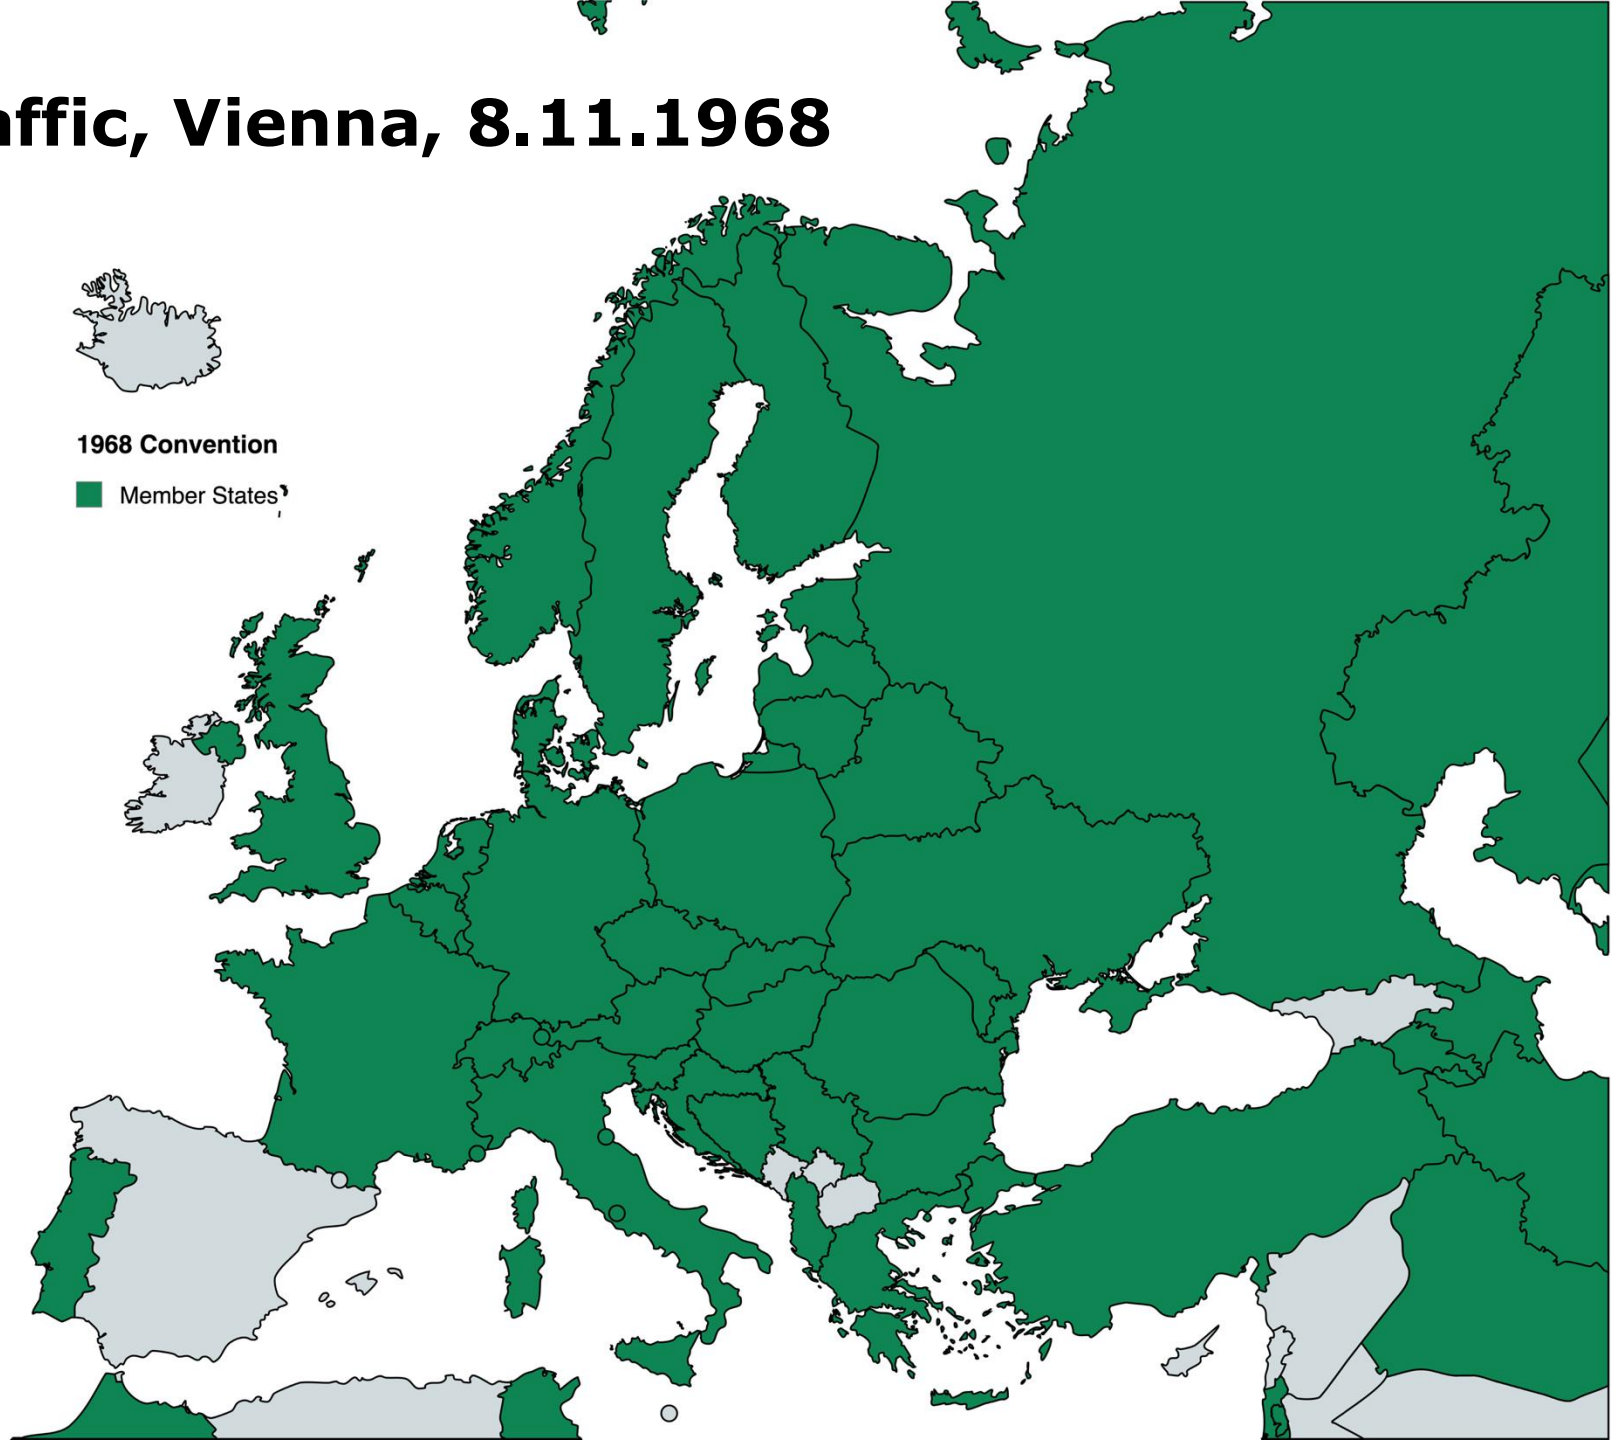 affic, Vienna, 8.11.1968
1968 Convention
Member States